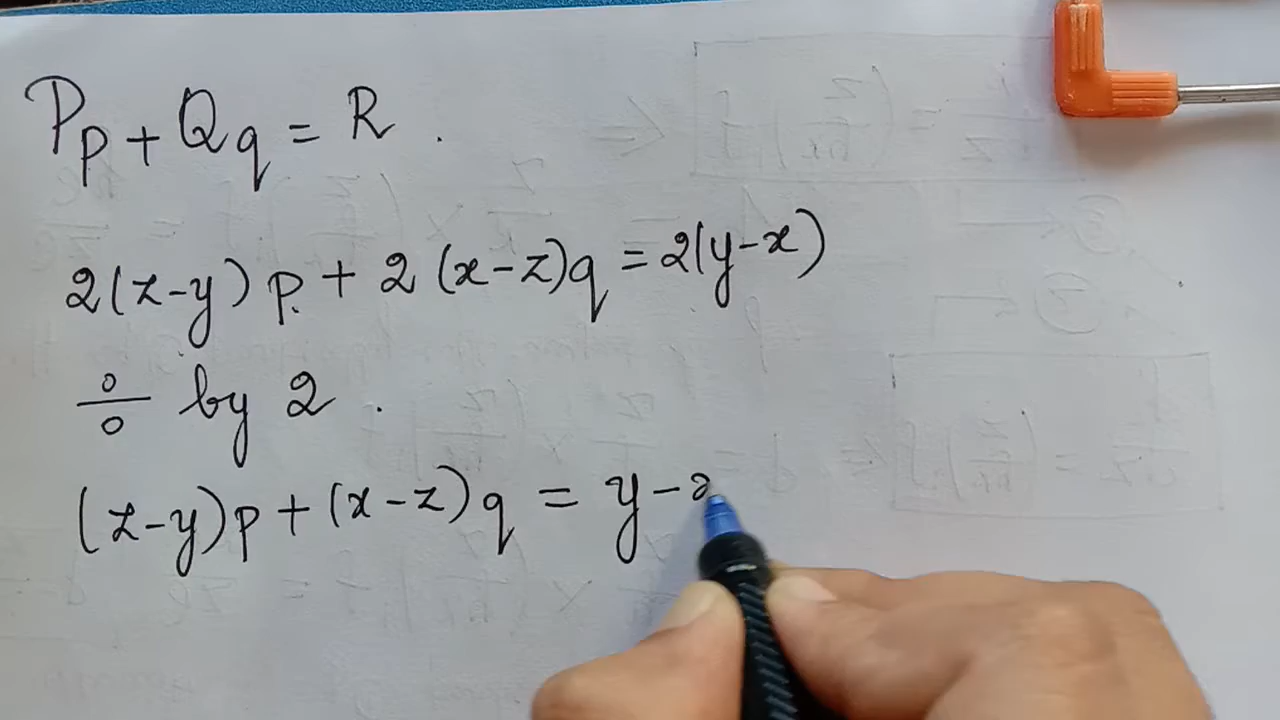 Pp + Qq = R .
2(z-y) p + 2 (x-z)q = 2(y-x)
÷ by 2 .
(z-y)p + (x-z)q = y-